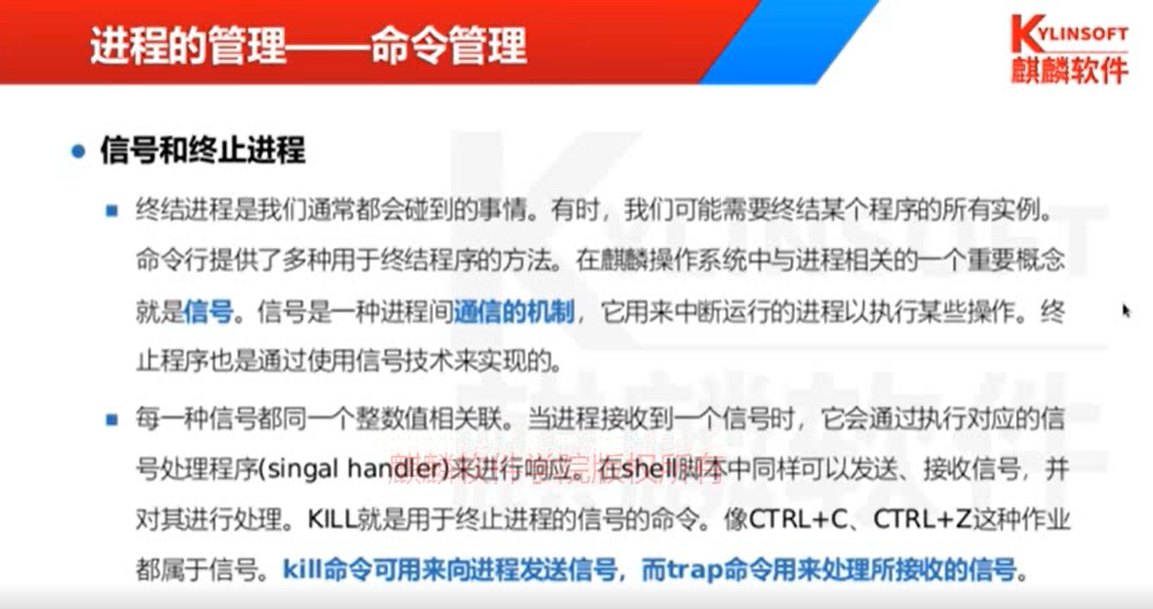 进程的管理——命令管理
KYLINSOFT
麒麟软件
信号和终止进程
终结进程是我们通常都会碰到的事情。有时，我们可能需要终结某个程序的所有实例。
命令行提供了多种用于终结程序的方法。在麒麟操作系统中与进程相关的一个重要概念
就是信号。信号是一种进程间通信的机制，它用来中断运行的进程以执行某些操作。终
止程序也是通过使用信号技术来实现的。
每一种信号都同一个整数值相关联。当进程接收到一个信号时，它会通过执行对应的信
号处理程序(singal handler)来进行响应。在shell脚本中同样可以发送、接收信号，并
麒麟软件学院版权所有
对其进行处理。KILL就是用于终止进程的信号的命令。像CTRL+C、CTRL+Z这种作业
都属于信号。kill命令可用来向进程发送信号，而trap命令用来处理所接收的信号。
KYLINSOFT
麒麟软件